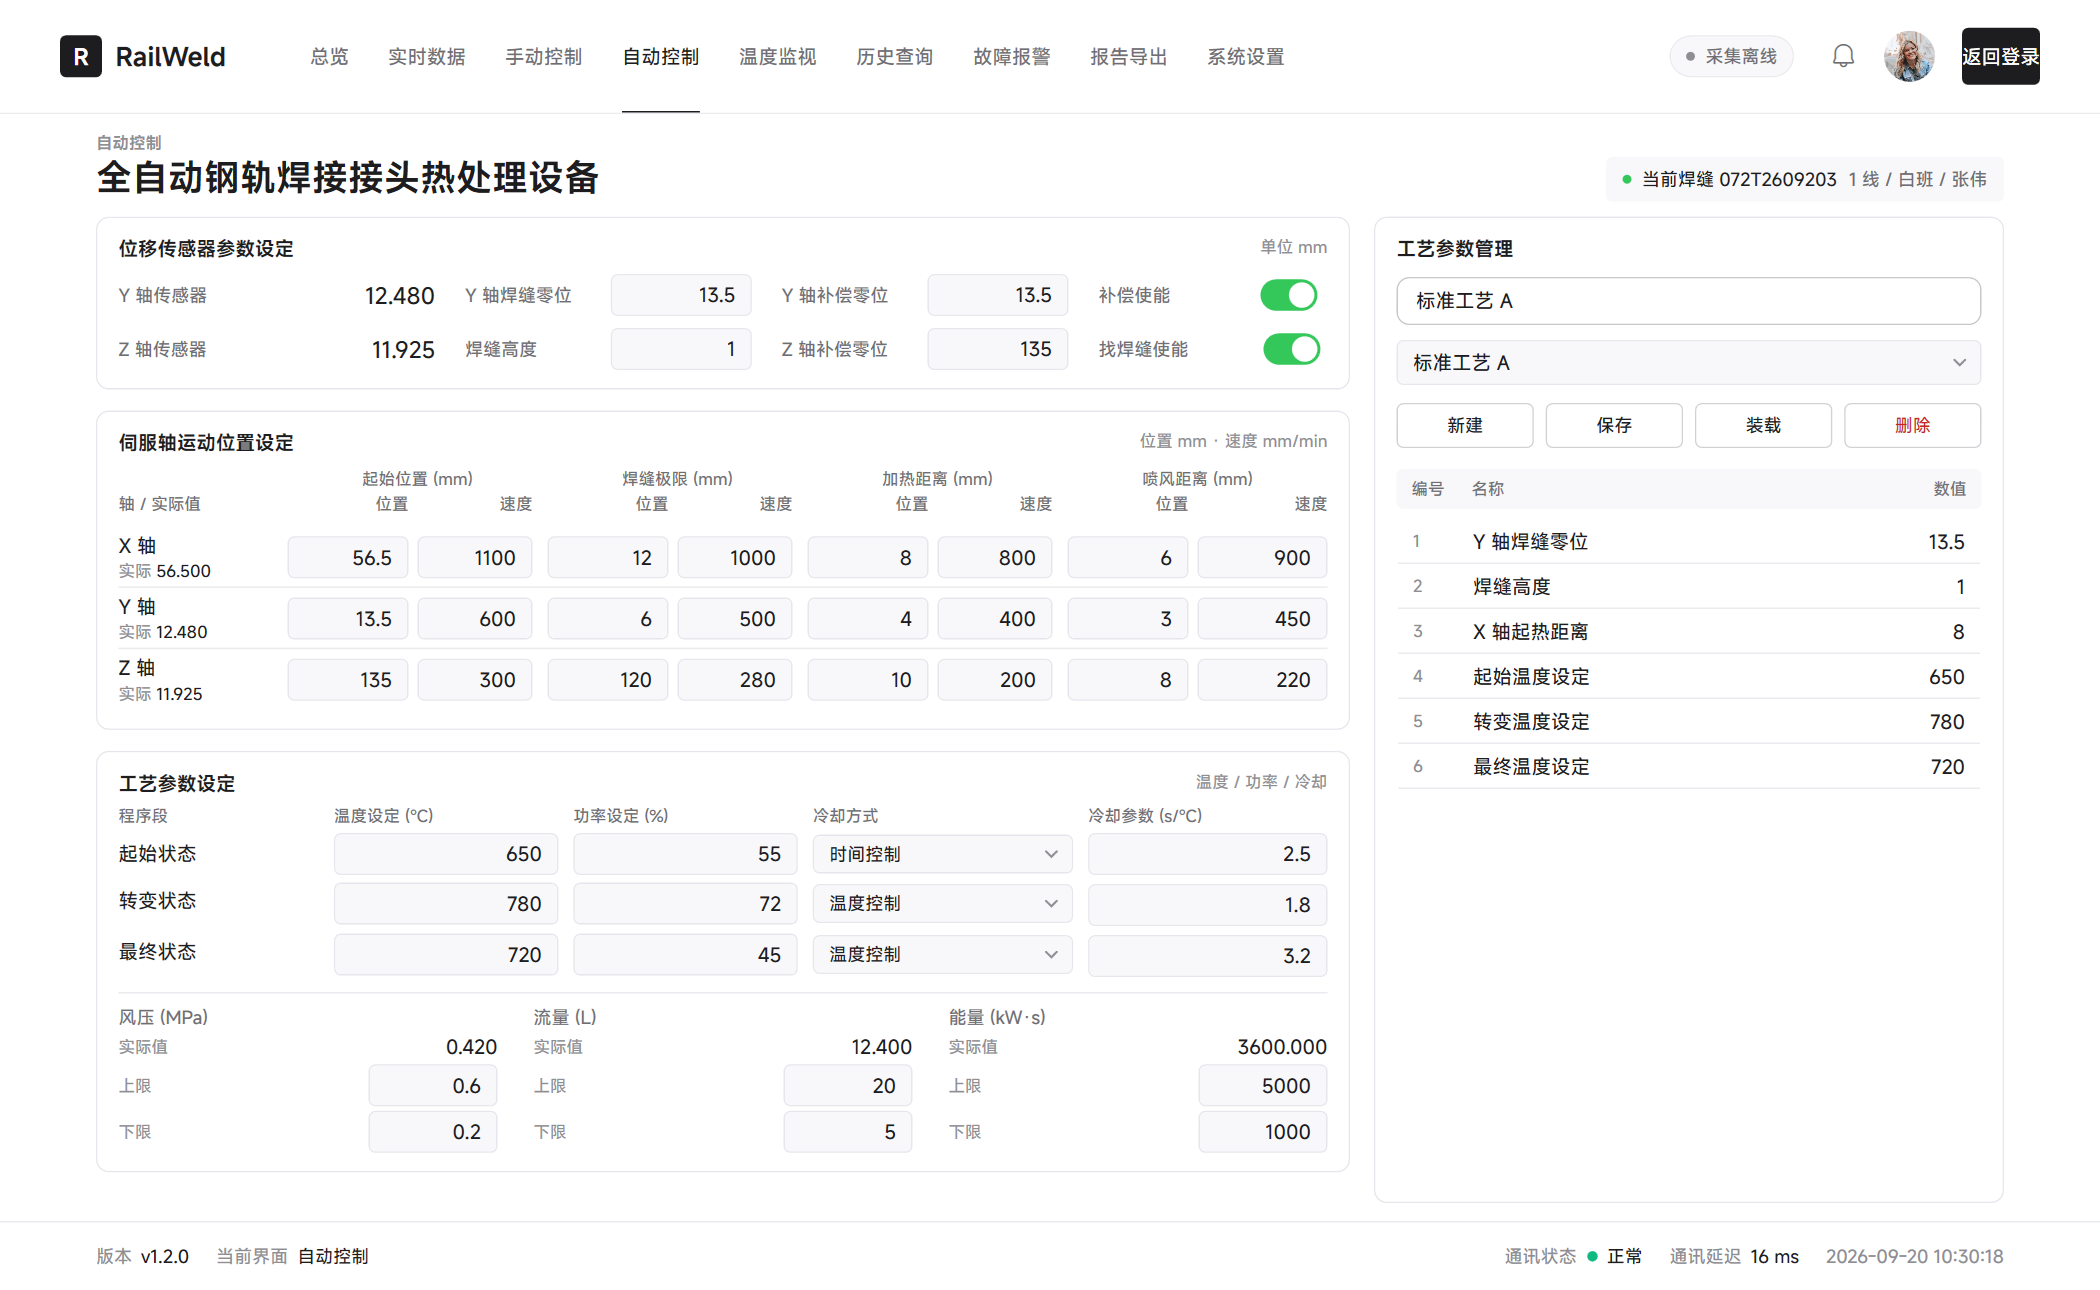 R RailWeld 总览 实时数据 手动控制 自动控制 温度监视 历史查询 故障报警 报告导出 系统设置 采集离线 返回登录
自动控制
全自动钢轨焊接接头热处理设备
当前焊缝 072T2609203 1 线 / 白班 / 张伟
位移传感器参数设定 单位 mm
Y 轴传感器 12.480 Y 轴焊缝零位 13.5 Y 轴补偿零位 13.5 补偿使能
Z 轴传感器 11.925 焊缝高度 1 Z 轴补偿零位 135 找焊缝使能
伺服轴运动位置设定 位置 mm · 速度 mm/min
起始位置 (mm) 焊缝极限 (mm) 加热距离 (mm) 喷风距离 (mm)
轴 / 实际值 位置 速度 位置 速度 位置 速度 位置 速度
X 轴
实际 56.500 56.5 1100 12 1000 8 800 6 900
Y 轴
实际 12.480 13.5 600 6 500 4 400 3 450
Z 轴
实际 11.925 135 300 120 280 10 200 8 220
工艺参数设定 温度 / 功率 / 冷却
程序段 温度设定 (°C) 功率设定 (%) 冷却方式 冷却参数 (s/°C)
起始状态 650 55 时间控制 2.5
转变状态 780 72 温度控制 1.8
最终状态 720 45 温度控制 3.2
风压 (MPa) 流量 (L) 能量 (kW·s)
实际值 0.420 实际值 12.400 实际值 3600.000
上限 0.6 上限 20 上限 5000
下限 0.2 下限 5 下限 1000
工艺参数管理
标准工艺 A
标准工艺 A
新建 保存 装载 删除
编号 名称 数值
1 Y 轴焊缝零位 13.5
2 焊缝高度 1
3 X 轴起热距离 8
4 起始温度设定 650
5 转变温度设定 780
6 最终温度设定 720
版本 v1.2.0 当前界面 自动控制 通讯状态 正常 通讯延迟 16 ms 2026-09-20 10:30:18